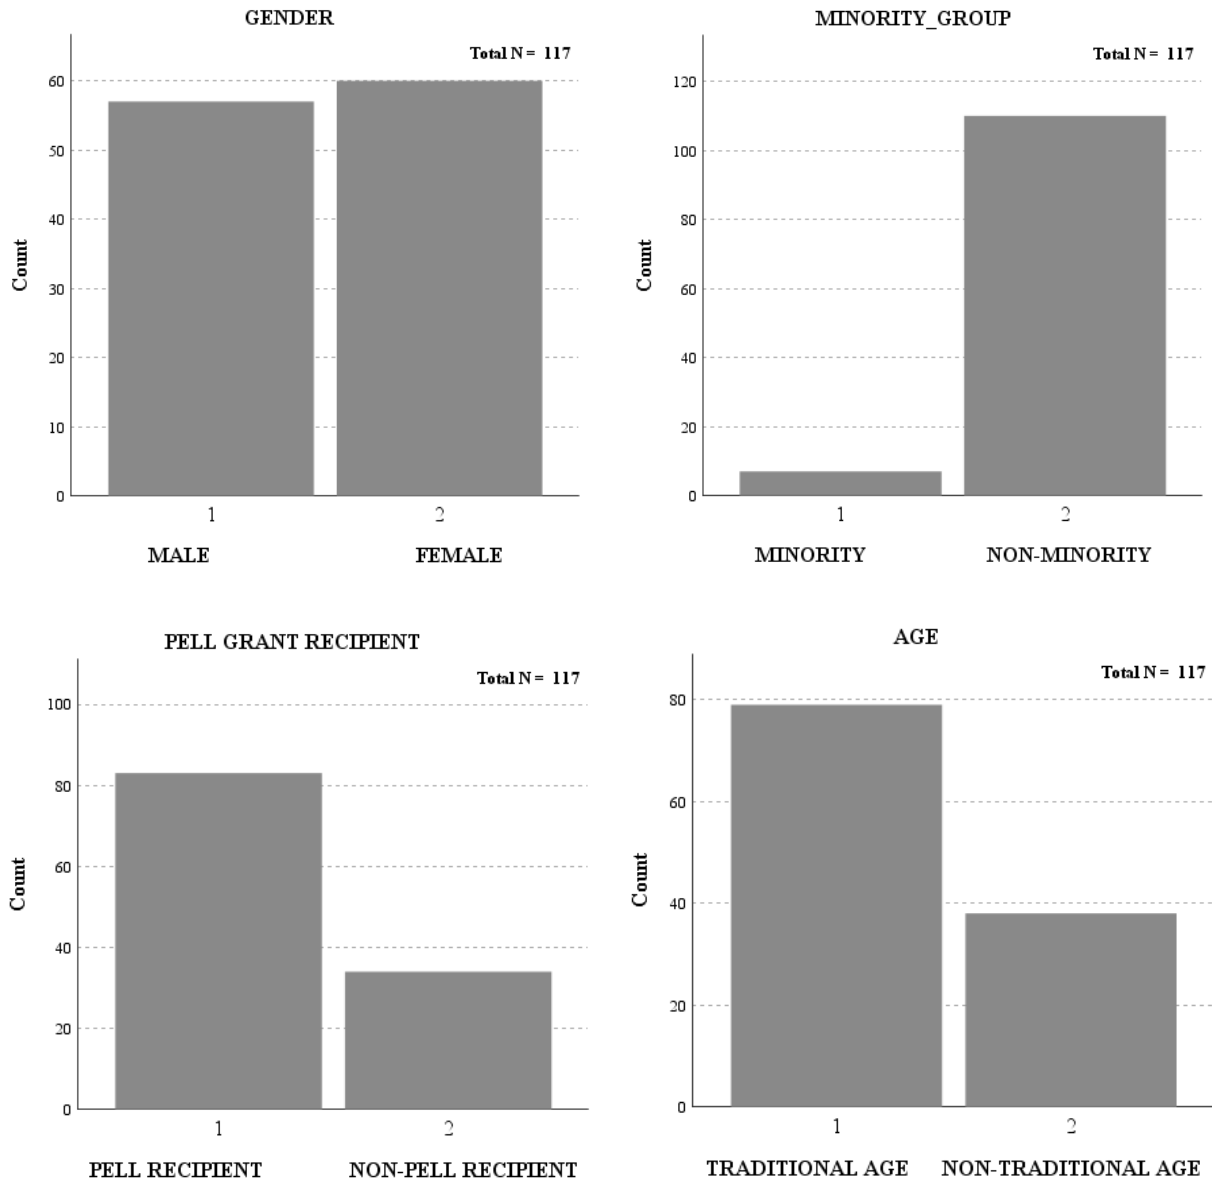 GENDER
Total N = 117
60
50
40
30
20
10
0
Count
1
2
MALE
FEMALE
MINORITY_GROUP
Total N = 117
120
100
80
60
40
20
0
Count
1
2
MINORITY
NON-MINORITY
PELL GRANT RECIPIENT
Total N = 117
100
80
60
40
20
0
Count
1
2
PELL RECIPIENT
NON-PELL RECIPIENT
AGE
Total N = 117
80
60
40
20
0
Count
1
2
TRADITIONAL AGE
NON-TRADITIONAL AGE